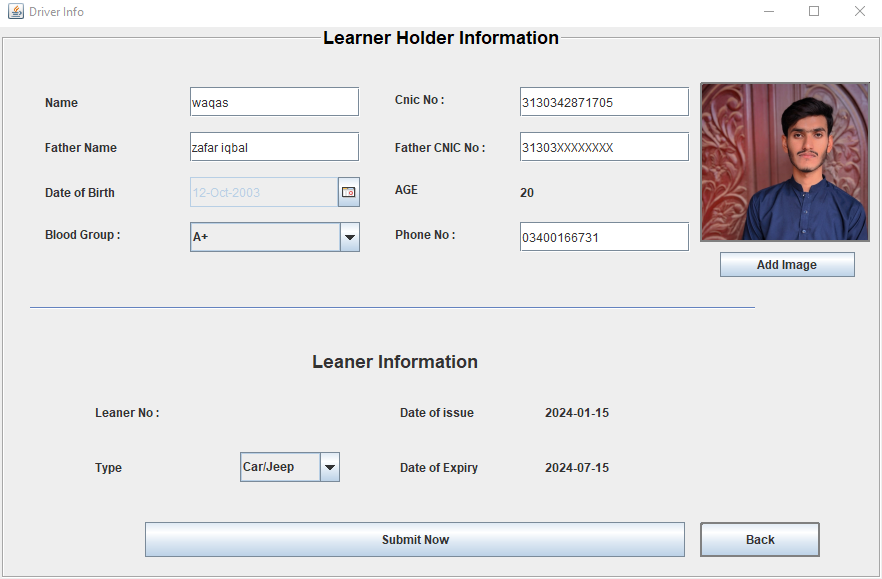 Driver Info
Learner Holder Information
Name waqas Cnic No : 3130342871705
Father Name zafar iqbal Father CNIC No : 31303XXXXXXXX
Date of Birth 12-Oct-2003 AGE 20
Blood Group : A+ Phone No : 03400166731
Add Image
Leaner Information
Leaner No : Date of issue 2024-01-15
Type Car/Jeep Date of Expiry 2024-07-15
Submit Now Back